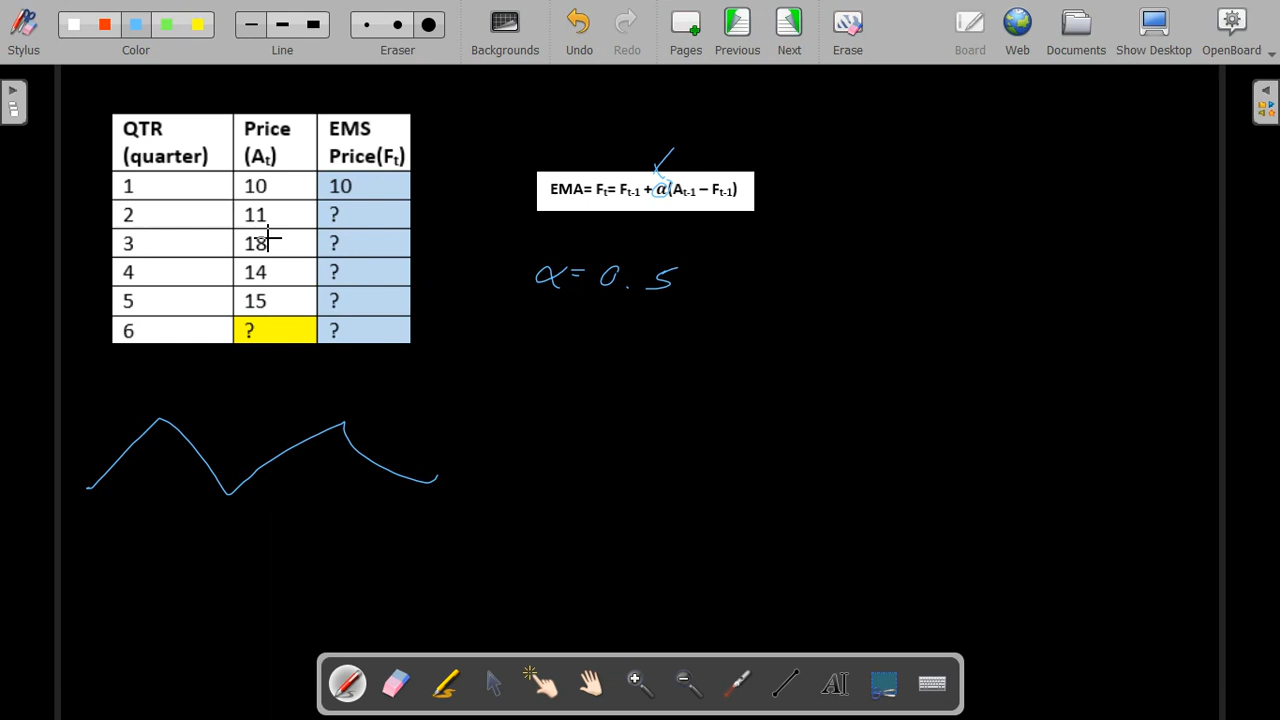 Stylus Color Line Eraser Backgrounds Undo Redo Pages Previous Next Erase Board Web Documents Show Desktop OpenBoard
QTR (quarter) Price (At) EMS Price(Ft)
1 10 10
2 11 ?
3 18 ?
4 14 ?
5 15 ?
6 ? ?
EMA= Ft= Ft-1 + α(At-1 – Ft-1)
α= 0.5
AI